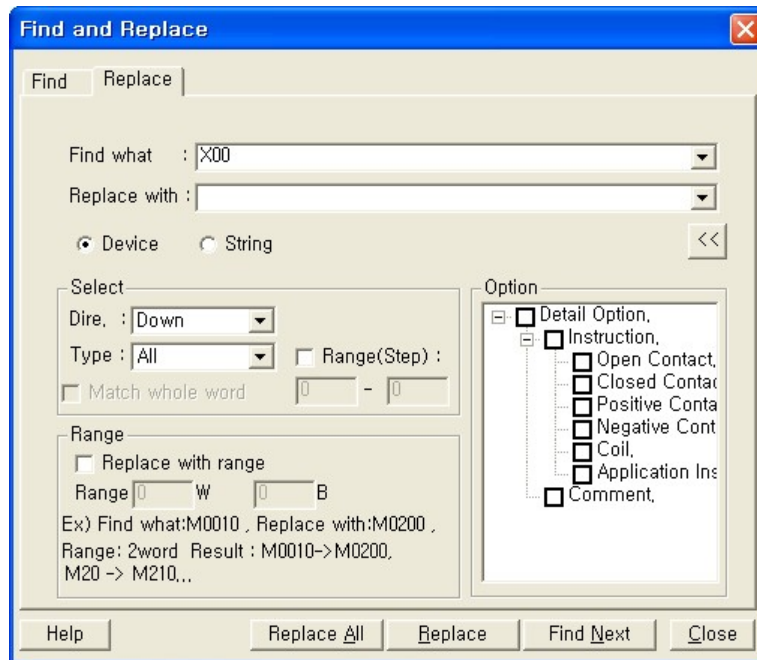 Find and Replace
Find Replace
Find what : X00
Replace with :
Device String <<
Select
Dire. : Down
Type : All Range(Step) :
Match whole word 0 - 0
Range
Replace with range
Range 0 W 0 B
Ex) Find what:M0010 , Replace with:M0200 ,
Range: 2word Result : M0010->M0200,
M20 -> M210,,,
Option
Detail Option,
Instruction,
Open Contact,
Closed Contac
Positive Conta
Negative Cont
Coil,
Application Ins
Comment,
Help Replace All Replace Find Next Close